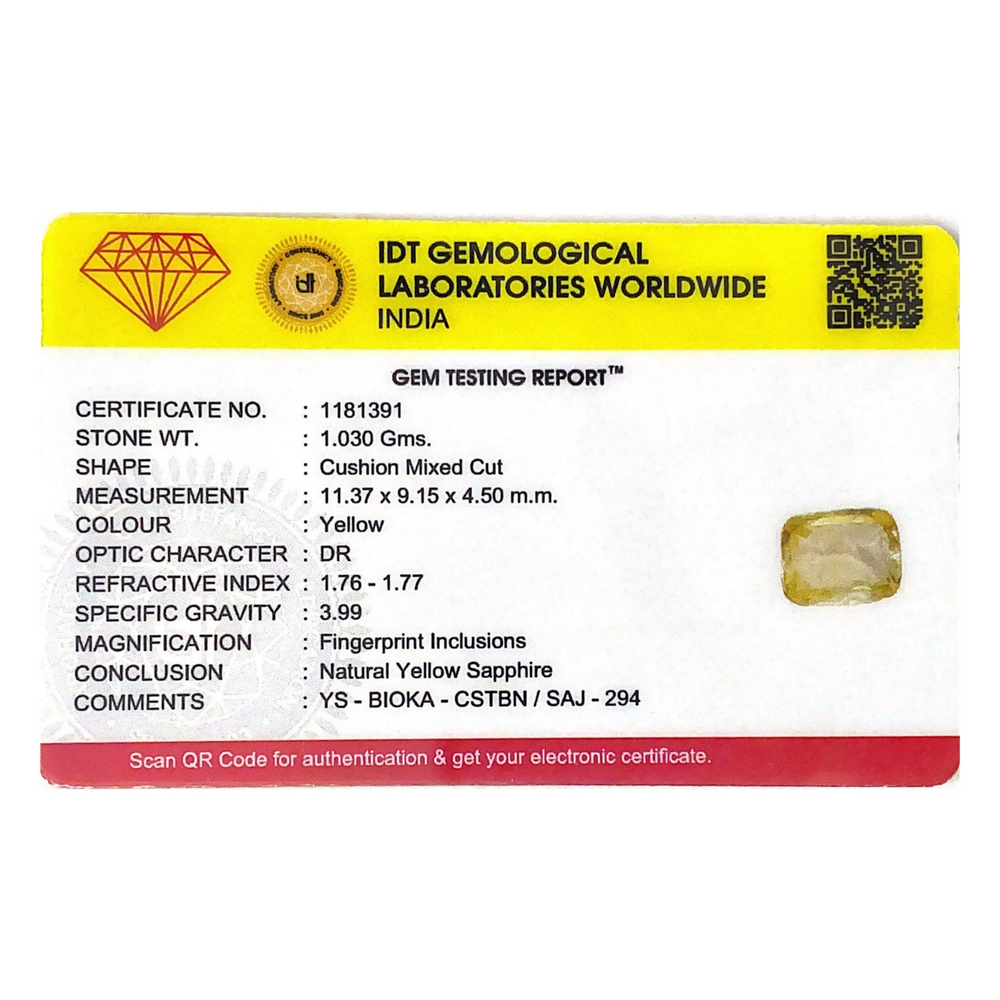 IDT GEMOLOGICAL
LABORATORIES WORLDWIDE
INDIA
GEM TESTING REPORT™
CERTIFICATE NO. : 1181391
STONE WT. : 1.030 Gms.
SHAPE : Cushion Mixed Cut
MEASUREMENT : 11.37 x 9.15 x 4.50 m.m.
COLOUR : Yellow
OPTIC CHARACTER : DR
REFRACTIVE INDEX : 1.76 - 1.77
SPECIFIC GRAVITY : 3.99
MAGNIFICATION : Fingerprint Inclusions
CONCLUSION : Natural Yellow Sapphire
COMMENTS : YS - BIOKA - CSTBN / SAJ - 294
Scan QR Code for authentication & get your electronic certificate.